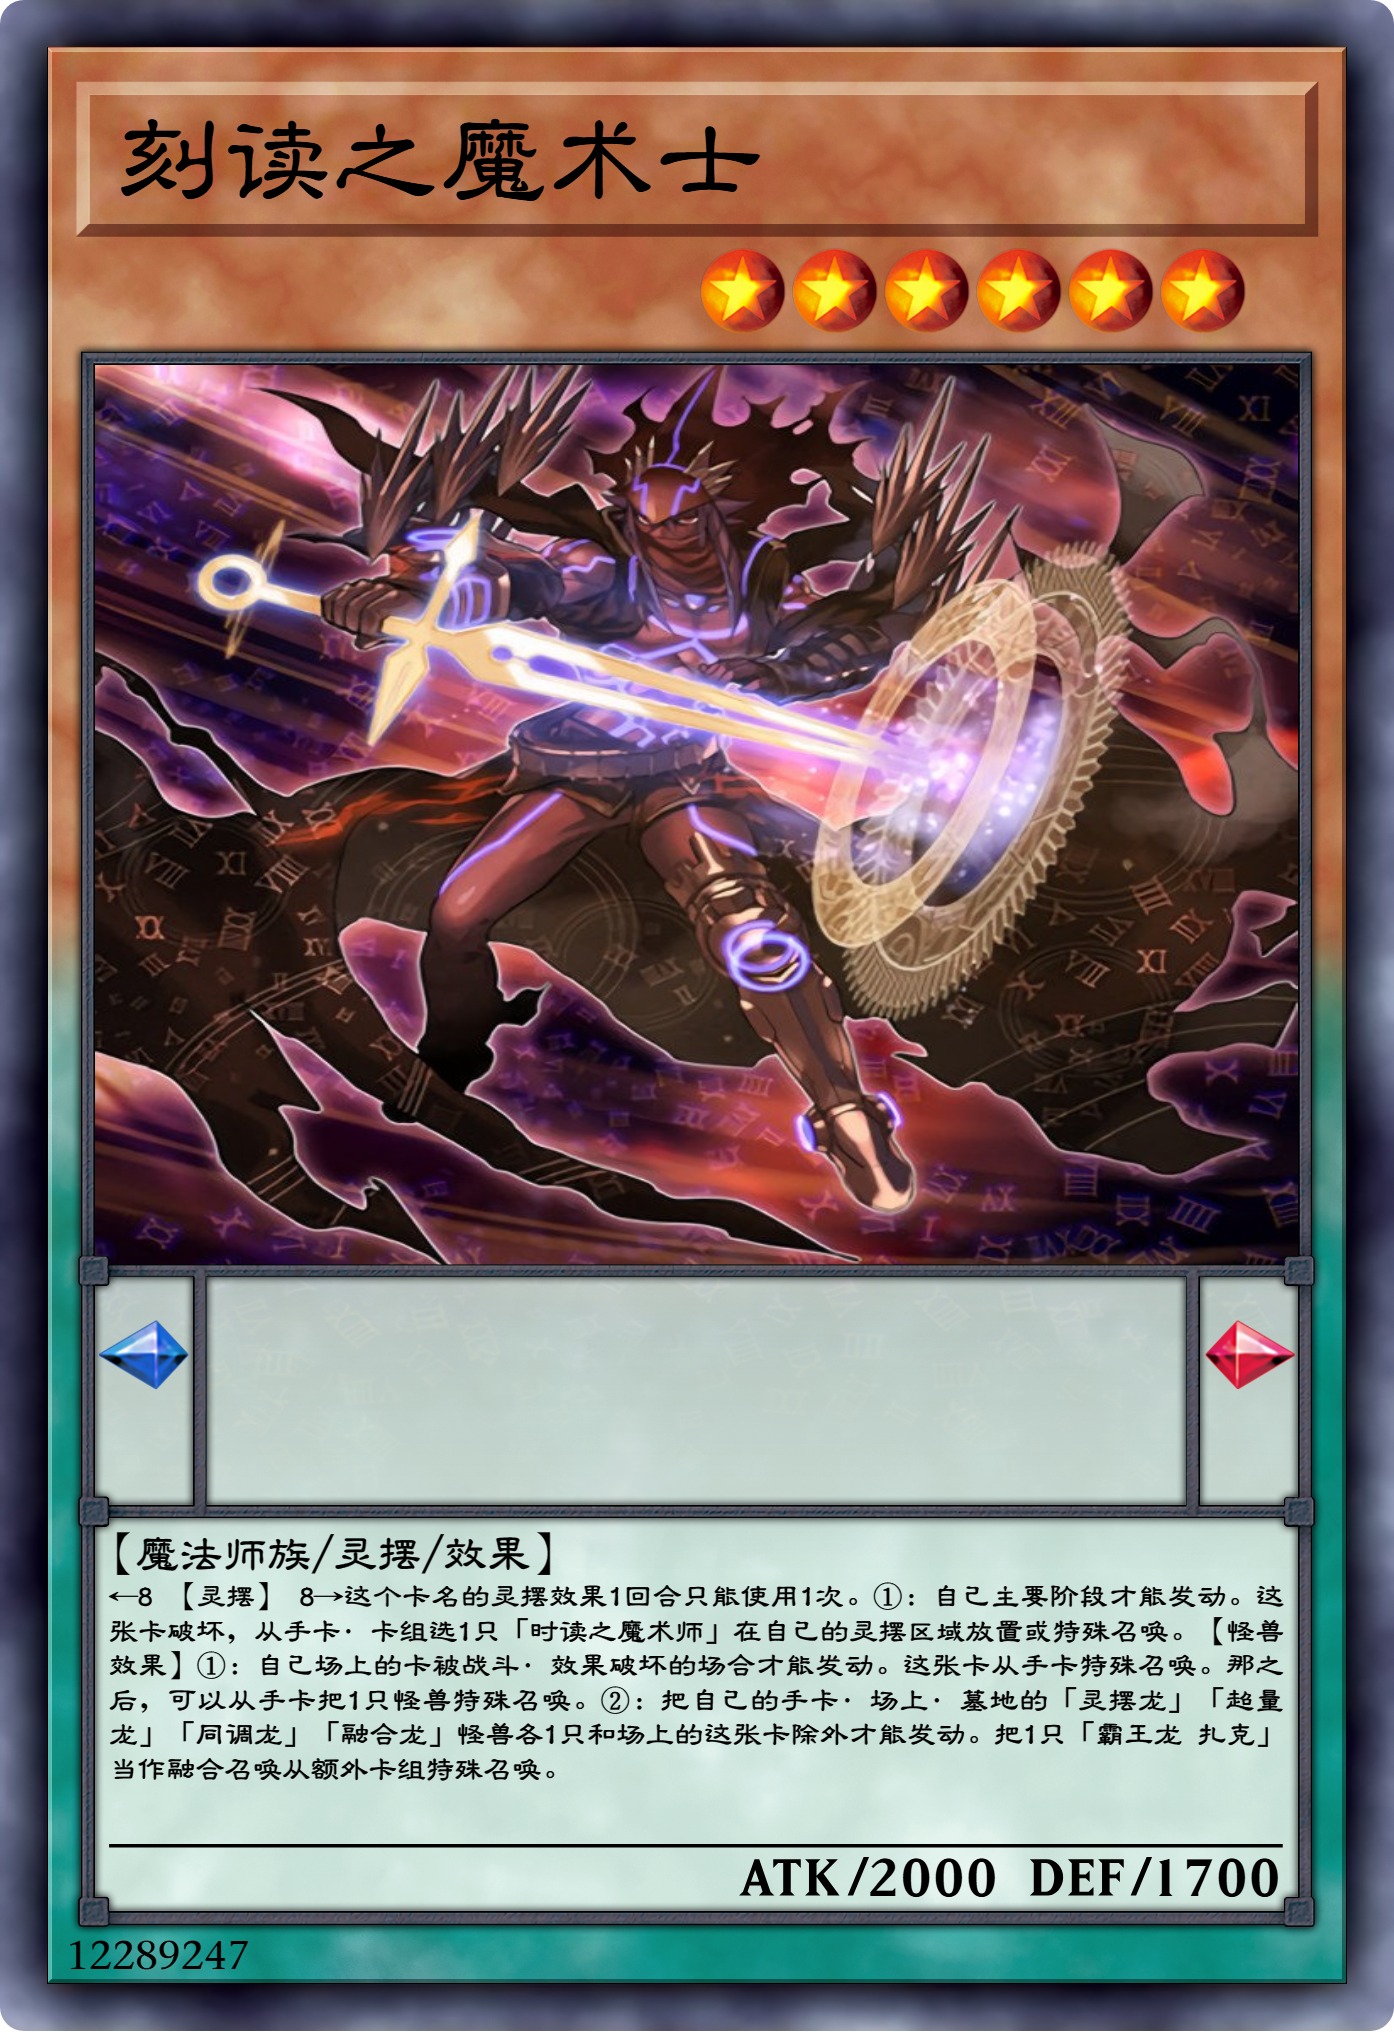 刻读之魔术士
【魔法师族/灵摆/效果】
←8 【灵摆】 8→这个卡名的灵摆效果1回合只能使用1次。①：自己主要阶段才能发动。这
张卡破坏，从手卡·卡组选1只「时读之魔术师」在自己的灵摆区域放置或特殊召唤。【怪兽
效果】①：自己场上的卡被战斗·效果破坏的场合才能发动。这张卡从手卡特殊召唤。那之
后，可以从手卡把1只怪兽特殊召唤。②：把自己的手卡·场上·墓地的「灵摆龙」「超量
龙」「同调龙」「融合龙」怪兽各1只和场上的这张卡除外才能发动。把1只「霸王龙 扎克」
当作融合召唤从额外卡组特殊召唤。
ATK/2000 DEF/1700
12289247